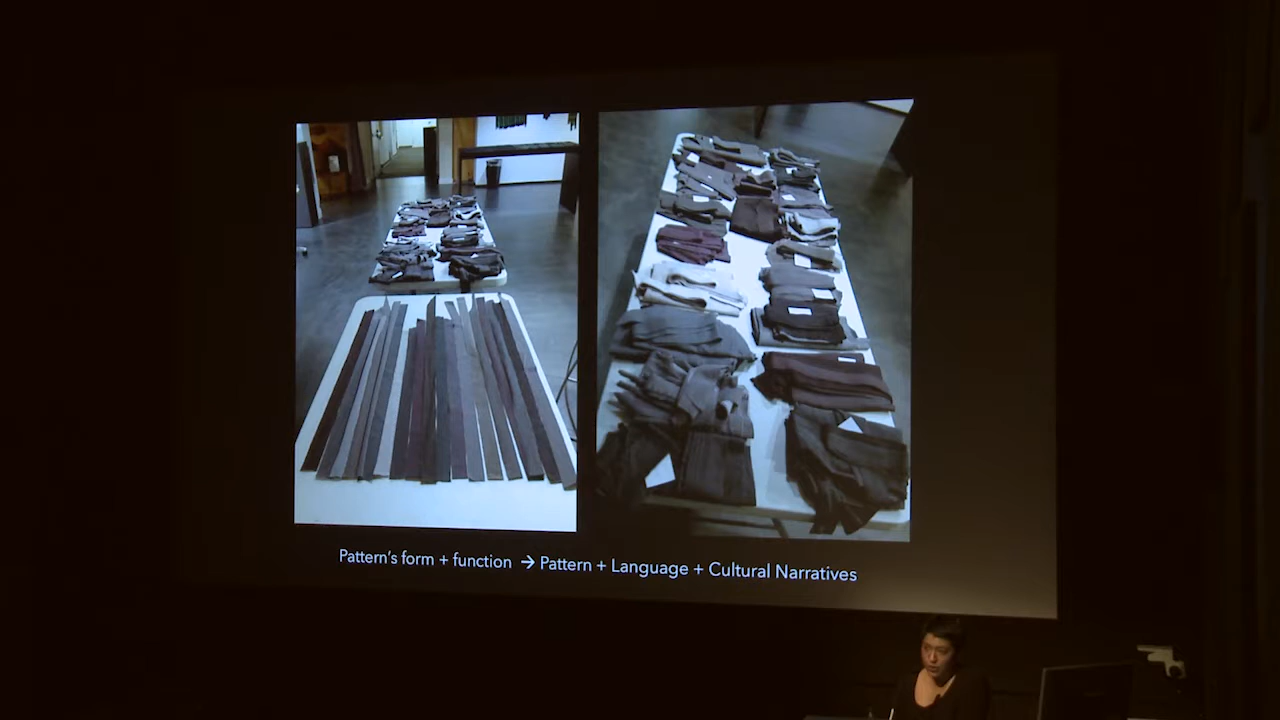 Pattern's form + function → Pattern + Language + Cultural Narratives